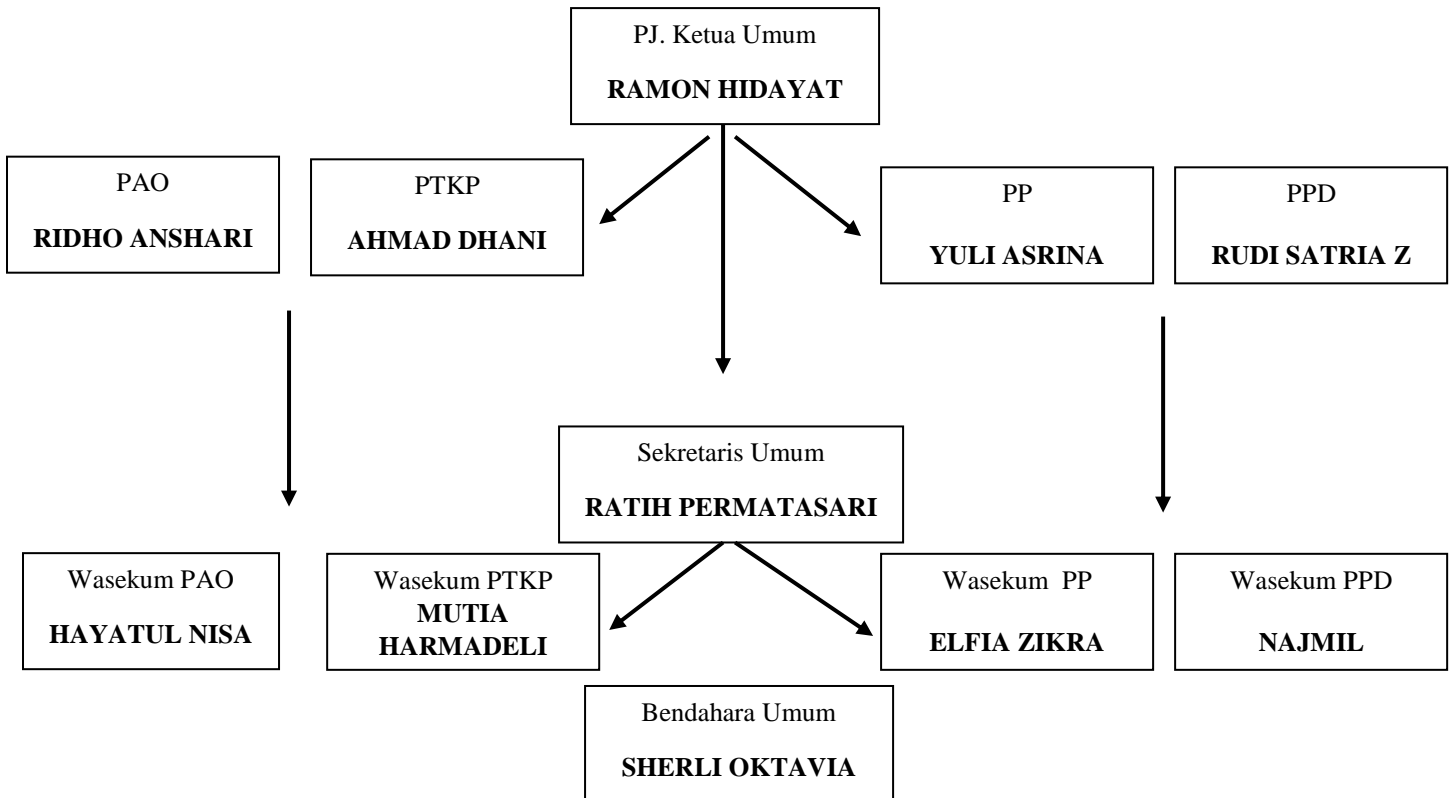 PJ. Ketua Umum
RAMON HIDAYAT
PAO
RIDHO ANSHARI
PTKP
AHMAD DHANI
PP
YULI ASRINA
PPD
RUDI SATRIA Z
Sekretaris Umum
RATIH PERMATASARI
Wasekum PAO
HAYATUL NISA
Wasekum PTKP
MUTIA
HARMADELI
Wasekum  PP
ELFIA ZIKRA
Wasekum PPD
NAJMIL
Bendahara Umum
SHERLI OKTAVIA